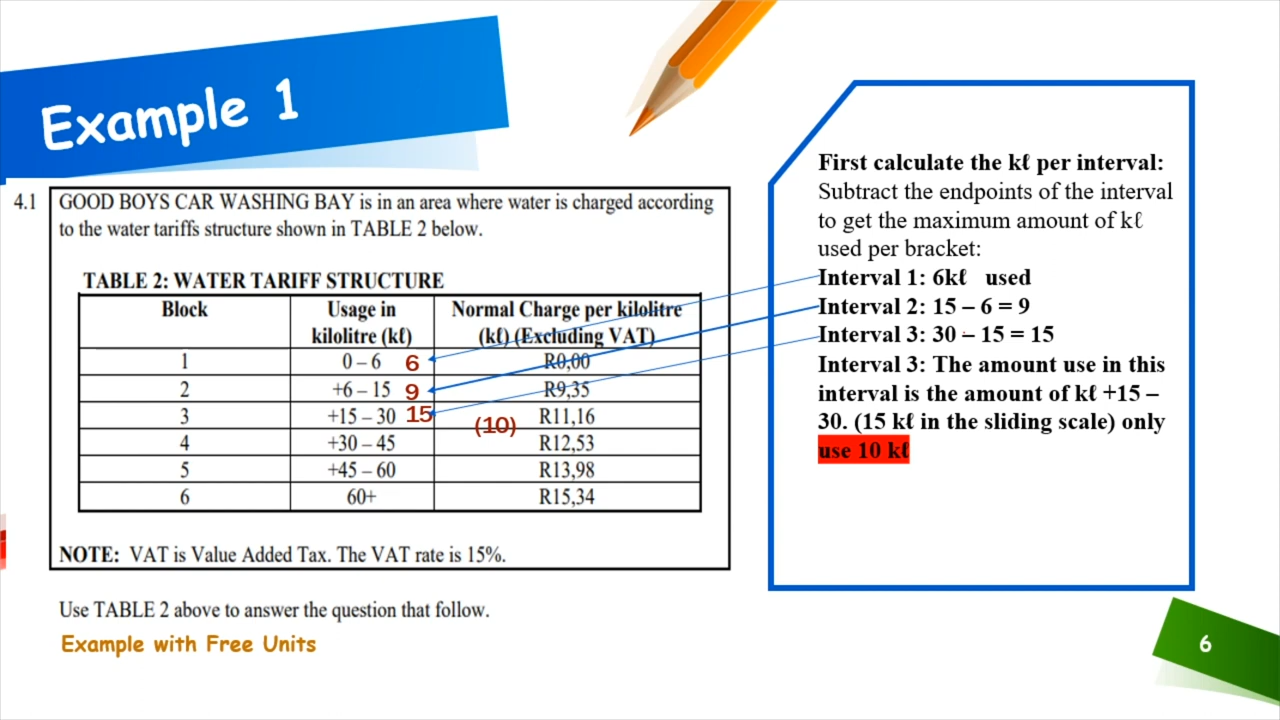 Example 1
4.1 GOOD BOYS CAR WASHING BAY is in an area where water is charged according
to the water tariffs structure shown in TABLE 2 below.
TABLE 2: WATER TARIFF STRUCTURE
Block Usage in kilolitre (kℓ) Normal Charge per kilolitre (kℓ) (Excluding VAT)
1 0 – 6 6 R0,00
2 +6 – 15 9 R9,35
3 +15 – 30 15 (10) R11,16
4 +30 – 45 R12,53
5 +45 – 60 R13,98
6 60+ R15,34
NOTE: VAT is Value Added Tax. The VAT rate is 15%.
Use TABLE 2 above to answer the question that follow.
Example with Free Units
First calculate the kℓ per interval:
Subtract the endpoints of the interval
to get the maximum amount of kℓ
used per bracket:
Interval 1: 6kℓ used
Interval 2: 15 – 6 = 9
Interval 3: 30 – 15 = 15
Interval 3: The amount use in this
interval is the amount of kℓ +15 –
30. (15 kℓ in the sliding scale) only
use 10 kℓ
6